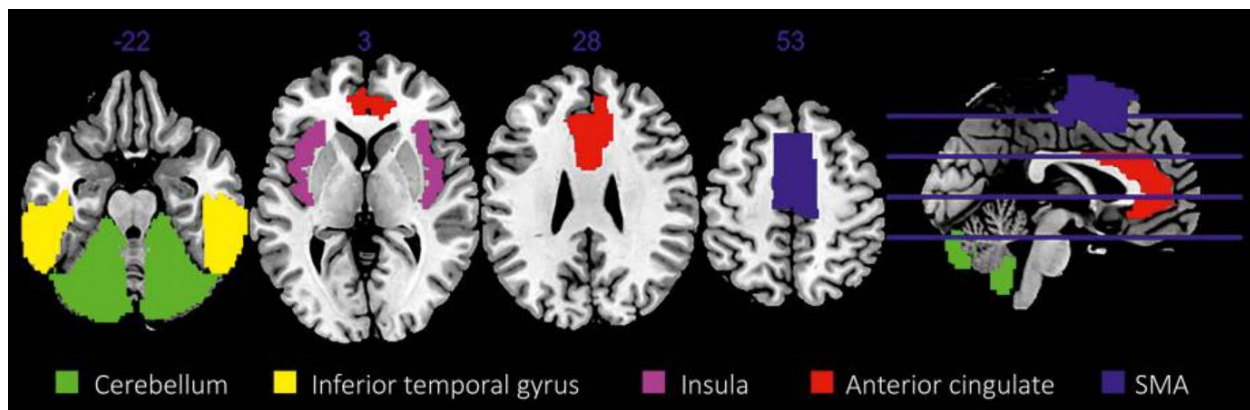 -22 3 28 53
Cerebellum Inferior temporal gyrus Insula Anterior cingulate SMA